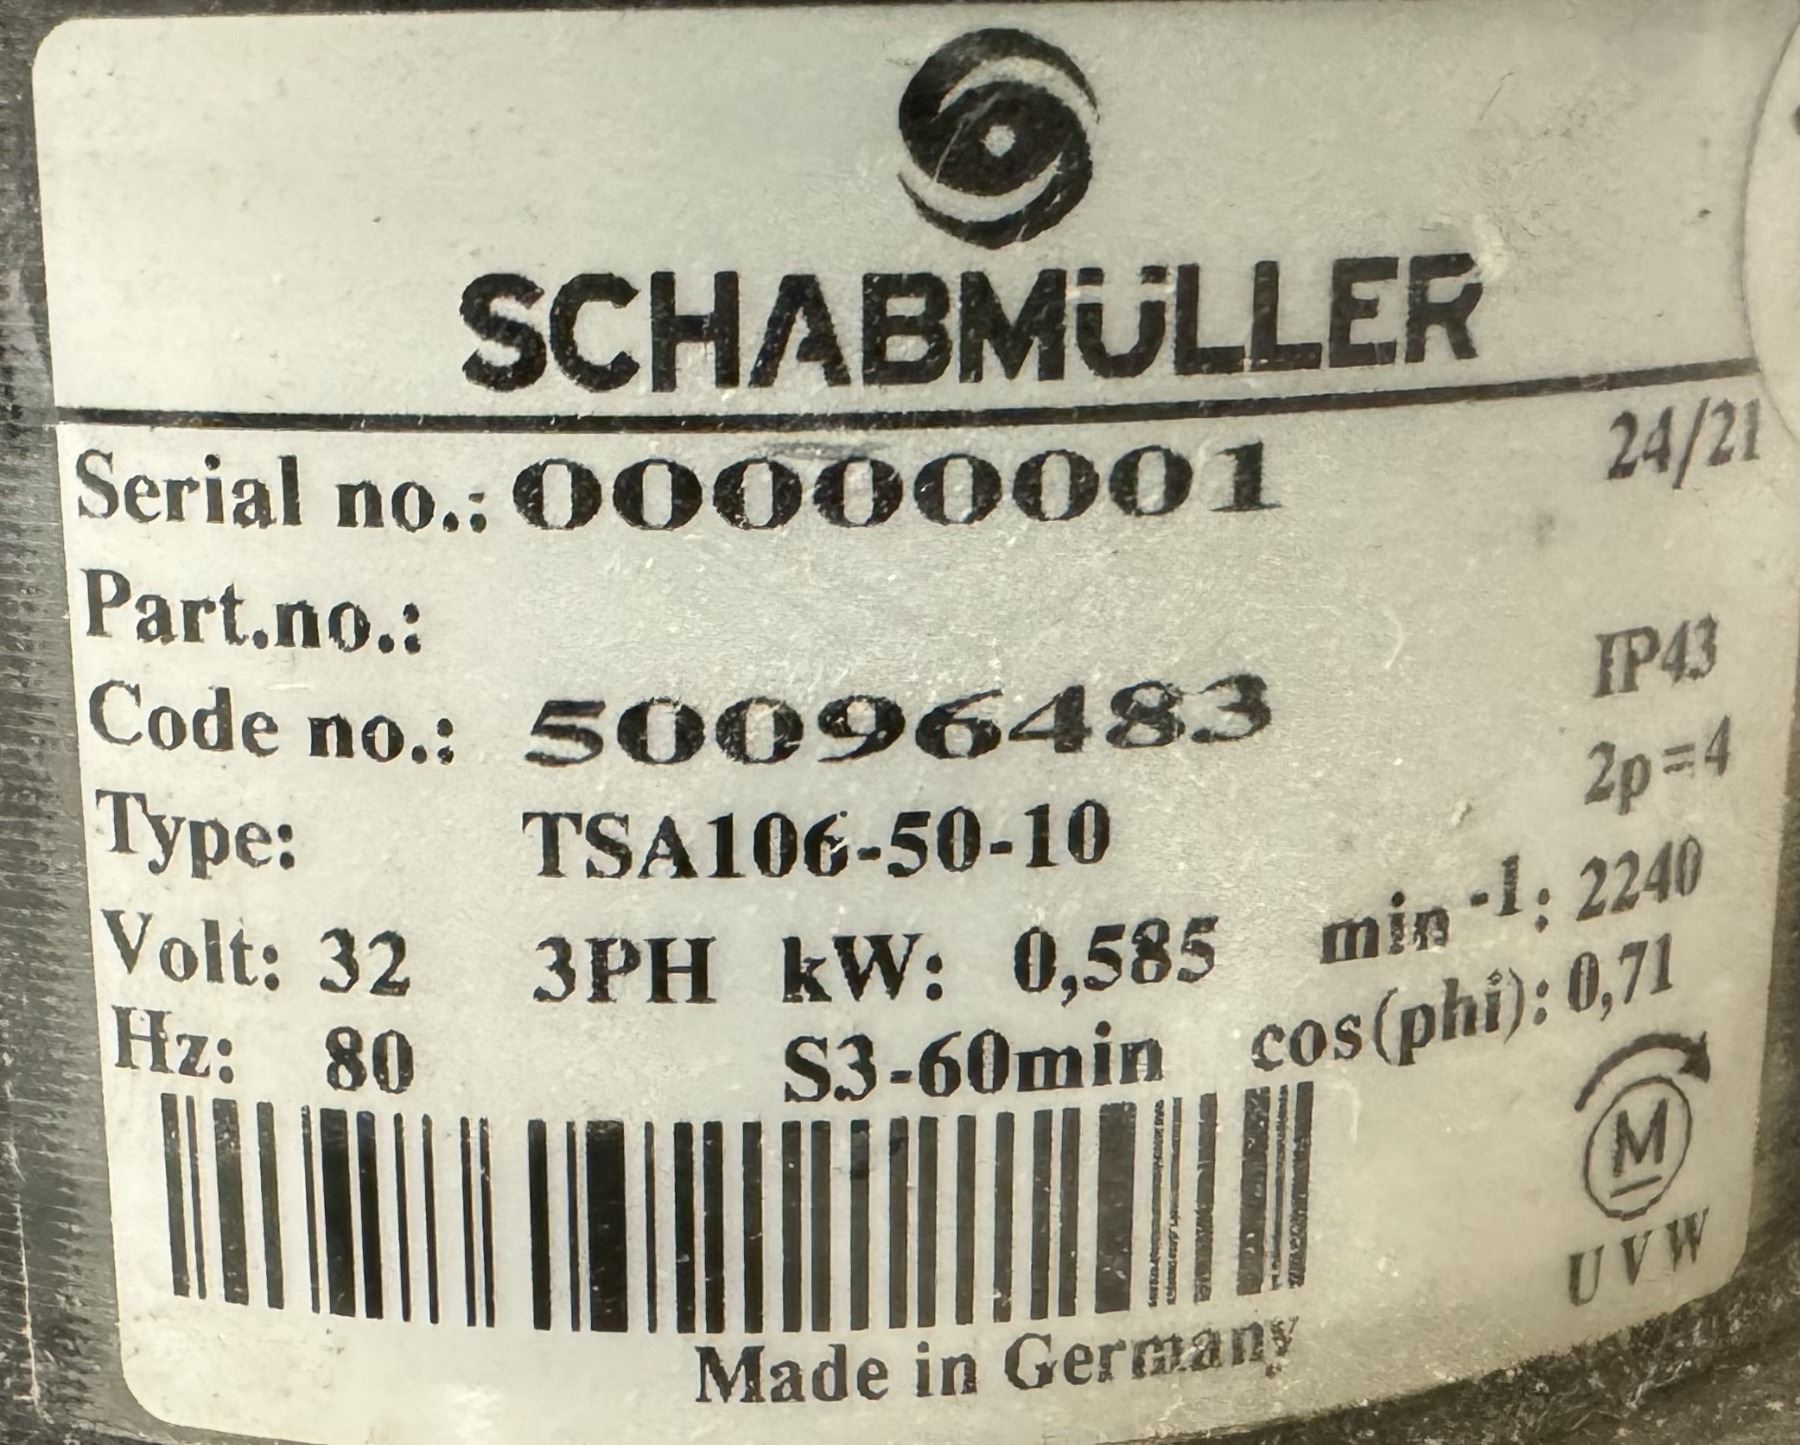 SCHABMÜLLER
24/21
Serial no.: 00000001
Part.no.:
IP43
Code no.: 50096483
2p=4
Type: TSA106-50-10
Volt: 32 3PH kW: 0,585 min⁻¹: 2240
Hz: 80 S3-60min cos(phi): 0,71
M
U V W
Made in Germany